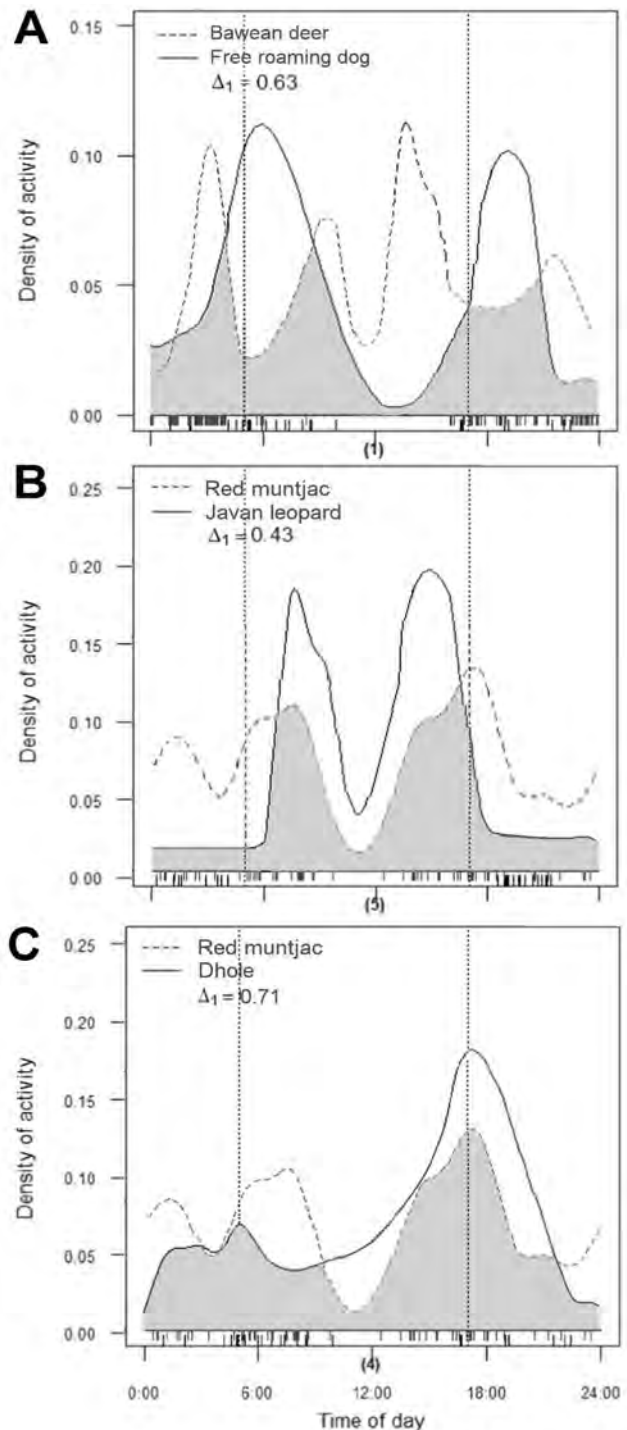 A
0.15
Bawean deer
Free roaming dog
Δ₁ = 0.63
0.10
Density of activity
0.05
0.00
(1)
B
0.25
Red muntjac
Javan leopard
Δ₁ = 0.43
0.20
0.15
Density of activity
0.10
0.05
0.00
(5)
C
0.25
Red muntjac
Dhole
Δ₁ = 0.71
0.20
0.15
Density of activity
0.10
0.05
0.00
(4)
0:00 6:00 12:00 18:00 24:00
Time of day